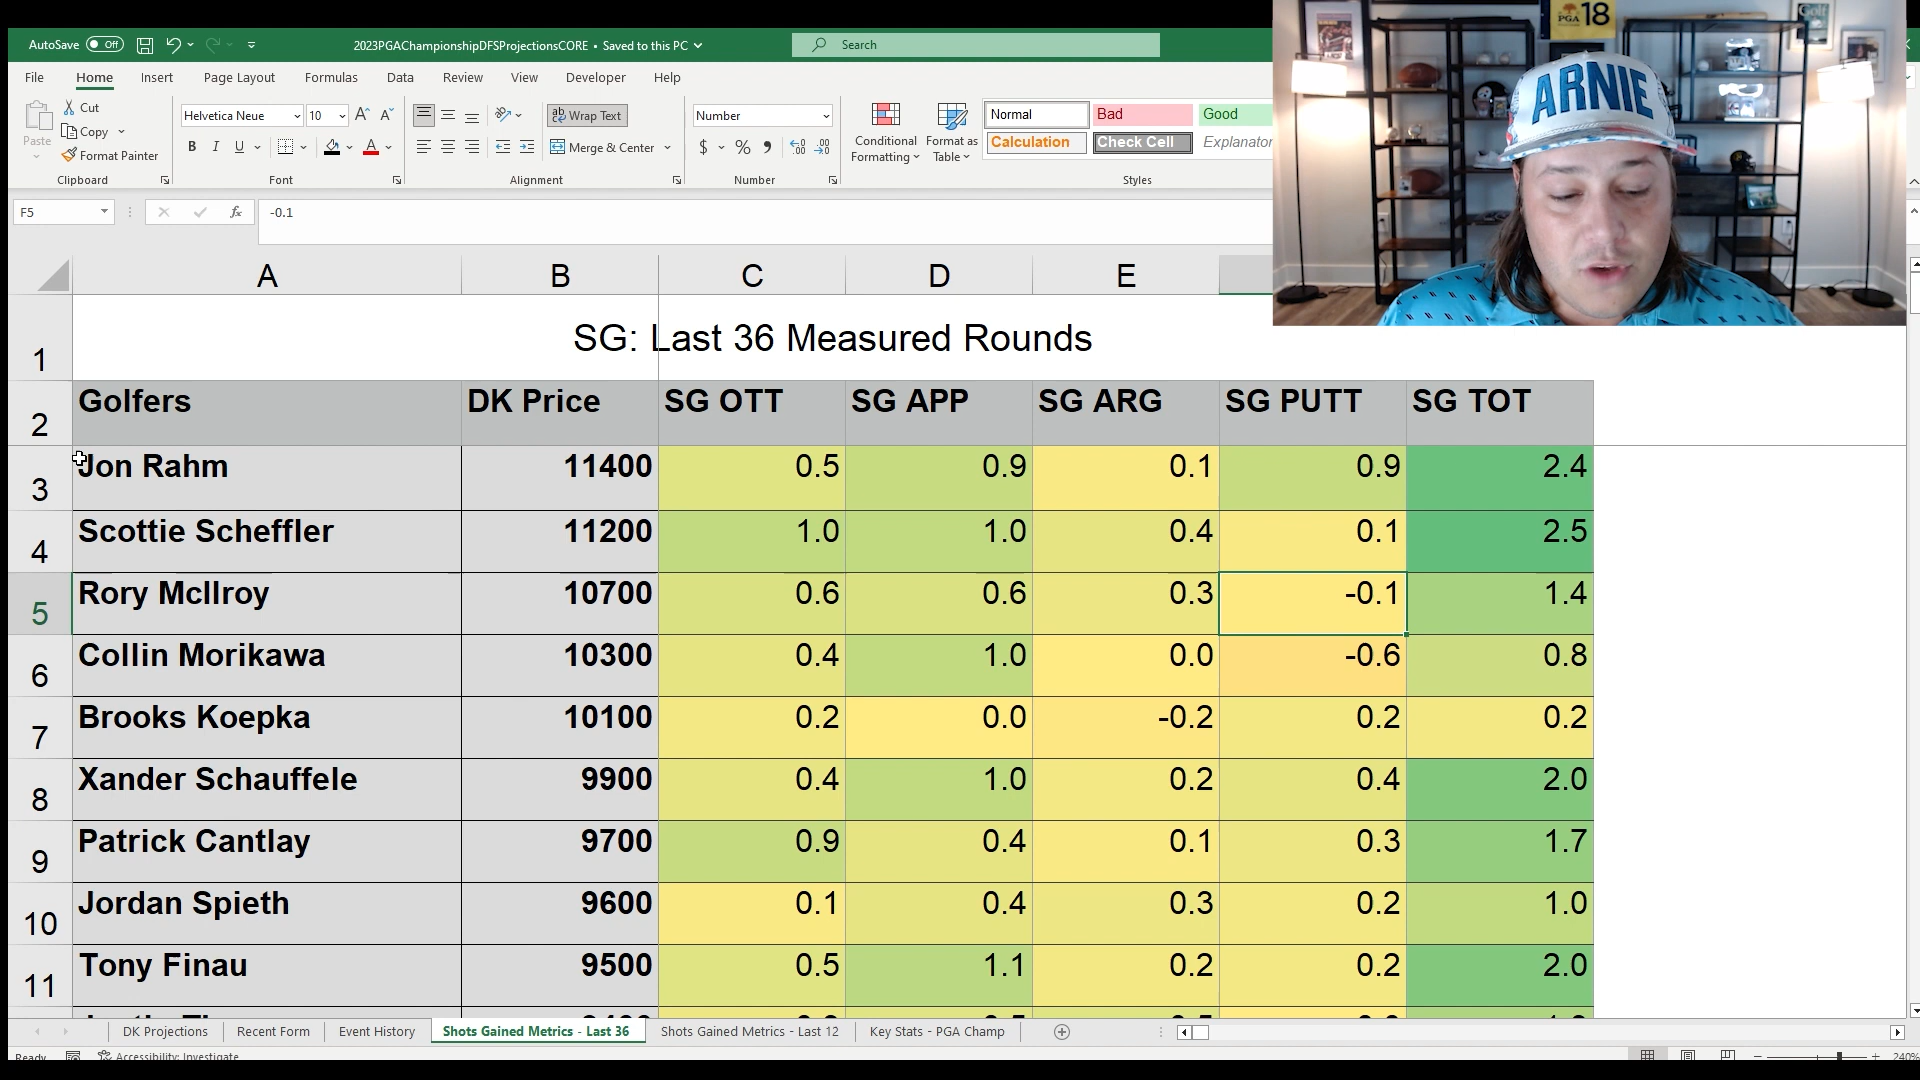 AutoSave Off 2023PGAChampionshipDFSProjectionsCORE • Saved to this PC Search
File Home Insert Page Layout Formulas Data Review View Developer Help
Paste Cut Copy Format Painter
Helvetica Neue 10
B I U
Wrap Text
Merge & Center
Number
$ %
Conditional Formatting
Format as Table
Normal Bad Good
Calculation Check Cell Explanator
Clipboard Font Alignment Number Styles
F5 fx -0.1
A B C D E
1 SG: Last 36 Measured Rounds
2 Golfers DK Price SG OTT SG APP SG ARG SG PUTT SG TOT
3 Jon Rahm 11400 0.5 0.9 0.1 0.9 2.4
4 Scottie Scheffler 11200 1.0 1.0 0.4 0.1 2.5
5 Rory McIlroy 10700 0.6 0.6 0.3 -0.1 1.4
6 Collin Morikawa 10300 0.4 1.0 0.0 -0.6 0.8
7 Brooks Koepka 10100 0.2 0.0 -0.2 0.2 0.2
8 Xander Schauffele 9900 0.4 1.0 0.2 0.4 2.0
9 Patrick Cantlay 9700 0.9 0.4 0.1 0.3 1.7
10 Jordan Spieth 9600 0.1 0.4 0.3 0.2 1.0
11 Tony Finau 9500 0.5 1.1 0.2 0.2 2.0
DK Projections Recent Form Event History Shots Gained Metrics - Last 36 Shots Gained Metrics - Last 12 Key Stats - PGA Champ
Ready Accessibility: Investigate 240%
PGA 18
Golf
ARNIE